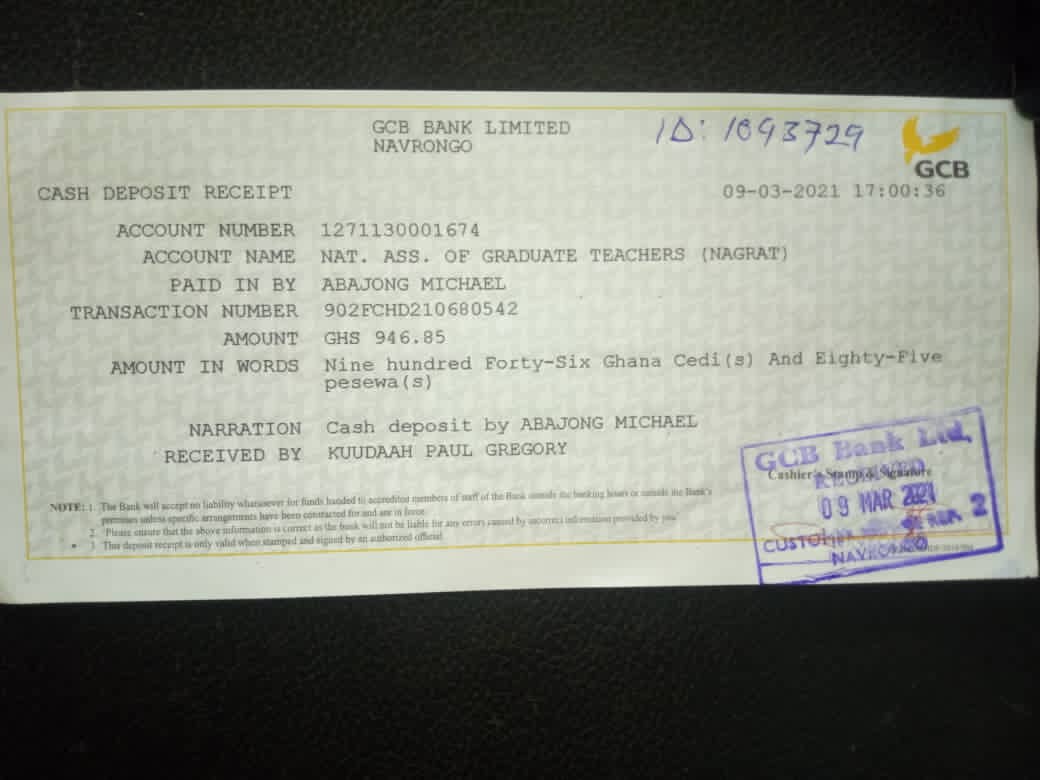 GCB BANK LIMITED
NAVRONGO
ID: 1093729
GCB
CASH DEPOSIT RECEIPT
09-03-2021 17:00:36
ACCOUNT NUMBER 1271130001674
ACCOUNT NAME NAT. ASS. OF GRADUATE TEACHERS (NAGRAT)
PAID IN BY ABAJONG MICHAEL
TRANSACTION NUMBER 902FCHD210680542
AMOUNT GHS 946.85
AMOUNT IN WORDS Nine hundred Forty-Six Ghana Cedi(s) And Eighty-Five
pesewa(s)
NARRATION Cash deposit by ABAJONG MICHAEL
RECEIVED BY KUUDAAH PAUL GREGORY
NOTE: 1. The Bank will accept no liability whatsoever for funds handed to accredited members of staff of the Bank outside the banking hours or outside the Bank's
premises unless specific arrangements have been contracted for and are in force.
2. Please ensure that the above information is correct as the bank will not be liable for any errors caused by incorrect information provided by you
3. This deposit receipt is only valid when stamped and signed by an authorized official
GCB Bank Ltd,
Cashier's Stamp & Signature
09 MAR 2021
2
NAVRONGO